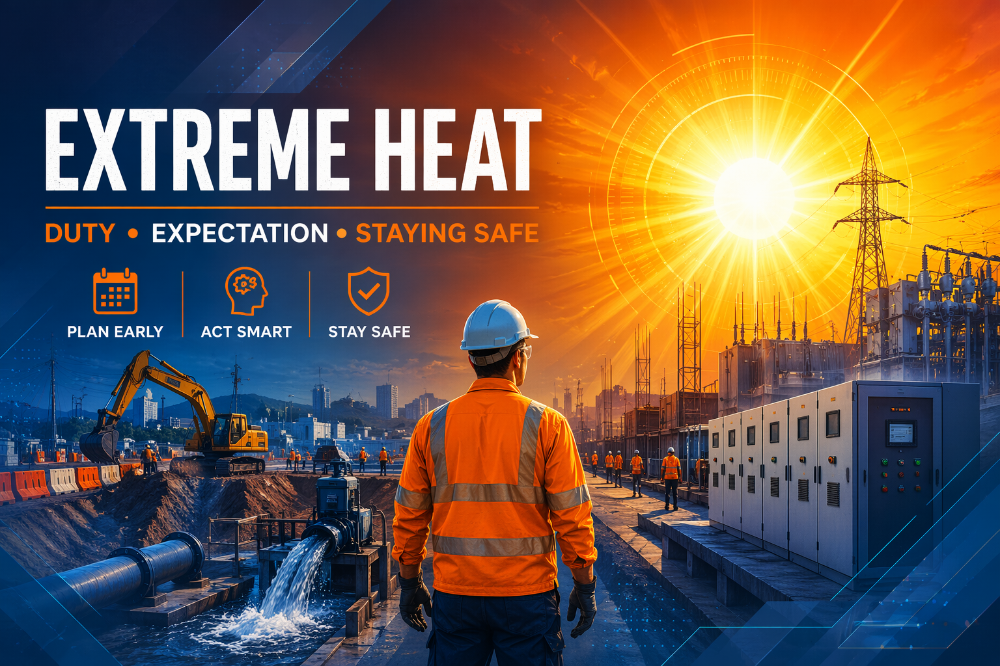 EXTREME HEAT
DUTY • EXPECTATION • STAYING SAFE
PLAN EARLY
ACT SMART
STAY SAFE